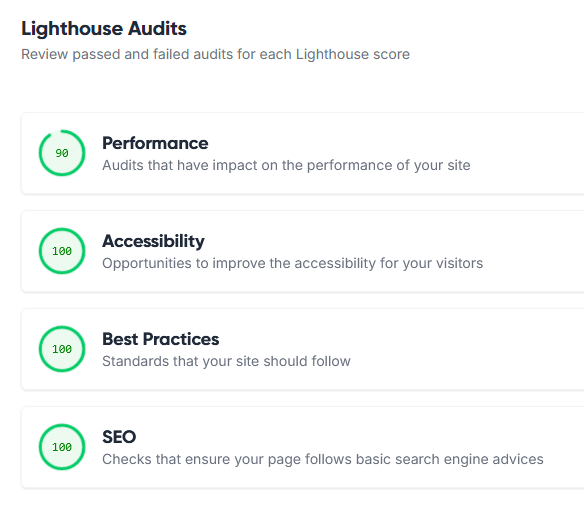 Lighthouse Audits
Review passed and failed audits for each Lighthouse score
90
Performance
Audits that have impact on the performance of your site
100
Accessibility
Opportunities to improve the accessibility for your visitors
100
Best Practices
Standards that your site should follow
100
SEO
Checks that ensure your page follows basic search engine advices